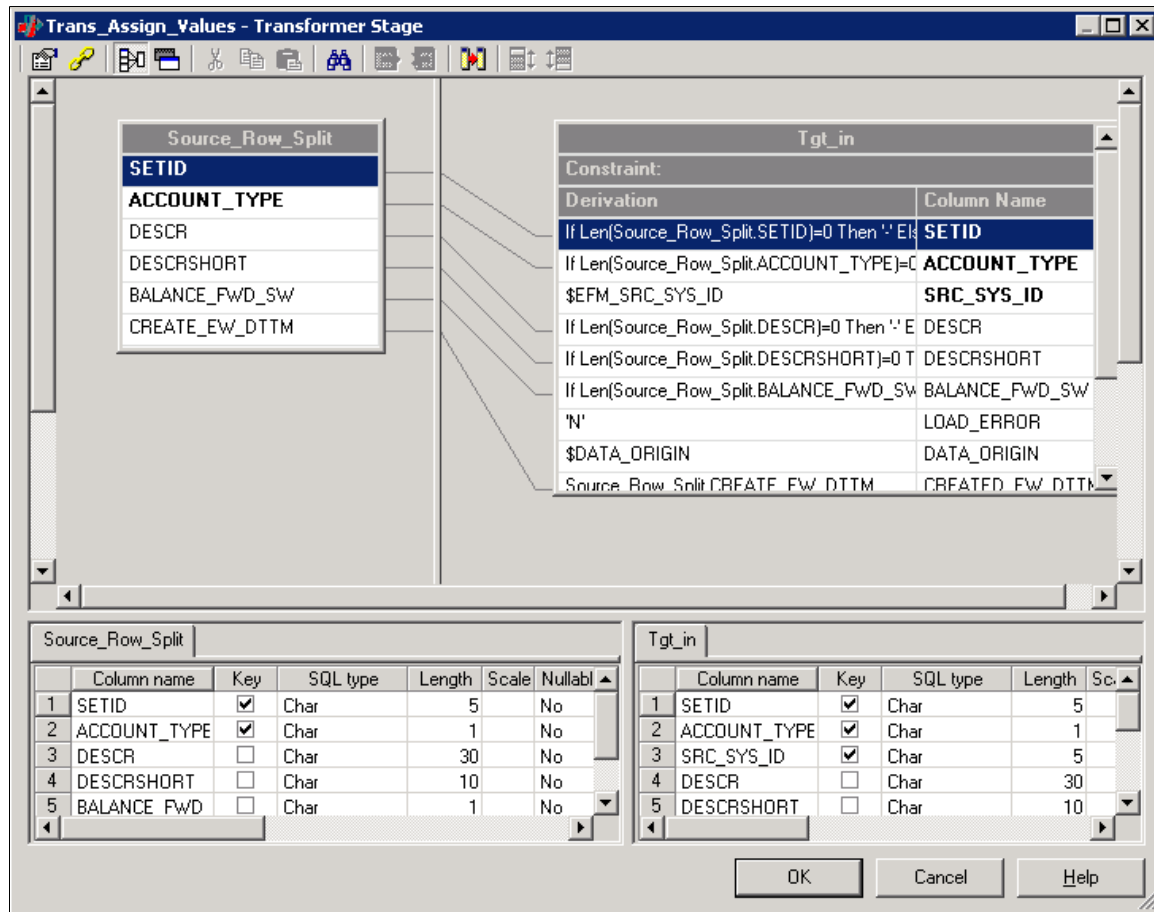 Trans_Assign_Values - Transformer Stage
Source_Row_Split
SETID
ACCOUNT_TYPE
DESCR
DESCRSHORT
BALANCE_FWD_SW
CREATE_EW_DTTM
Tgt_in
Constraint:
Derivation Column Name
If Len(Source_Row_Split.SETID)=0 Then '-' Els SETID
If Len(Source_Row_Split.ACCOUNT_TYPE)=0 ACCOUNT_TYPE
$EFM_SRC_SYS_ID SRC_SYS_ID
If Len(Source_Row_Split.DESCR)=0 Then '-' E DESCR
If Len(Source_Row_Split.DESCRSHORT)=0 T DESCRSHORT
If Len(Source_Row_Split.BALANCE_FWD_SW BALANCE_FWD_SW
'N' LOAD_ERROR
$DATA_ORIGIN DATA_ORIGIN
Source_Row_Split.CREATE_EW_DTTM CREATED_EW_DTTM
Source_Row_Split
Column name Key SQL type Length Scale Nullabl
1 SETID Char 5 No
2 ACCOUNT_TYPE Char 1 No
3 DESCR Char 30 No
4 DESCRSHORT Char 10 No
5 BALANCE_FWD Char 1 No
Tgt_in
Column name Key SQL type Length Sc
1 SETID Char 5
2 ACCOUNT_TYPE Char 1
3 SRC_SYS_ID Char 5
4 DESCR Char 30
5 DESCRSHORT Char 10
OK Cancel Help